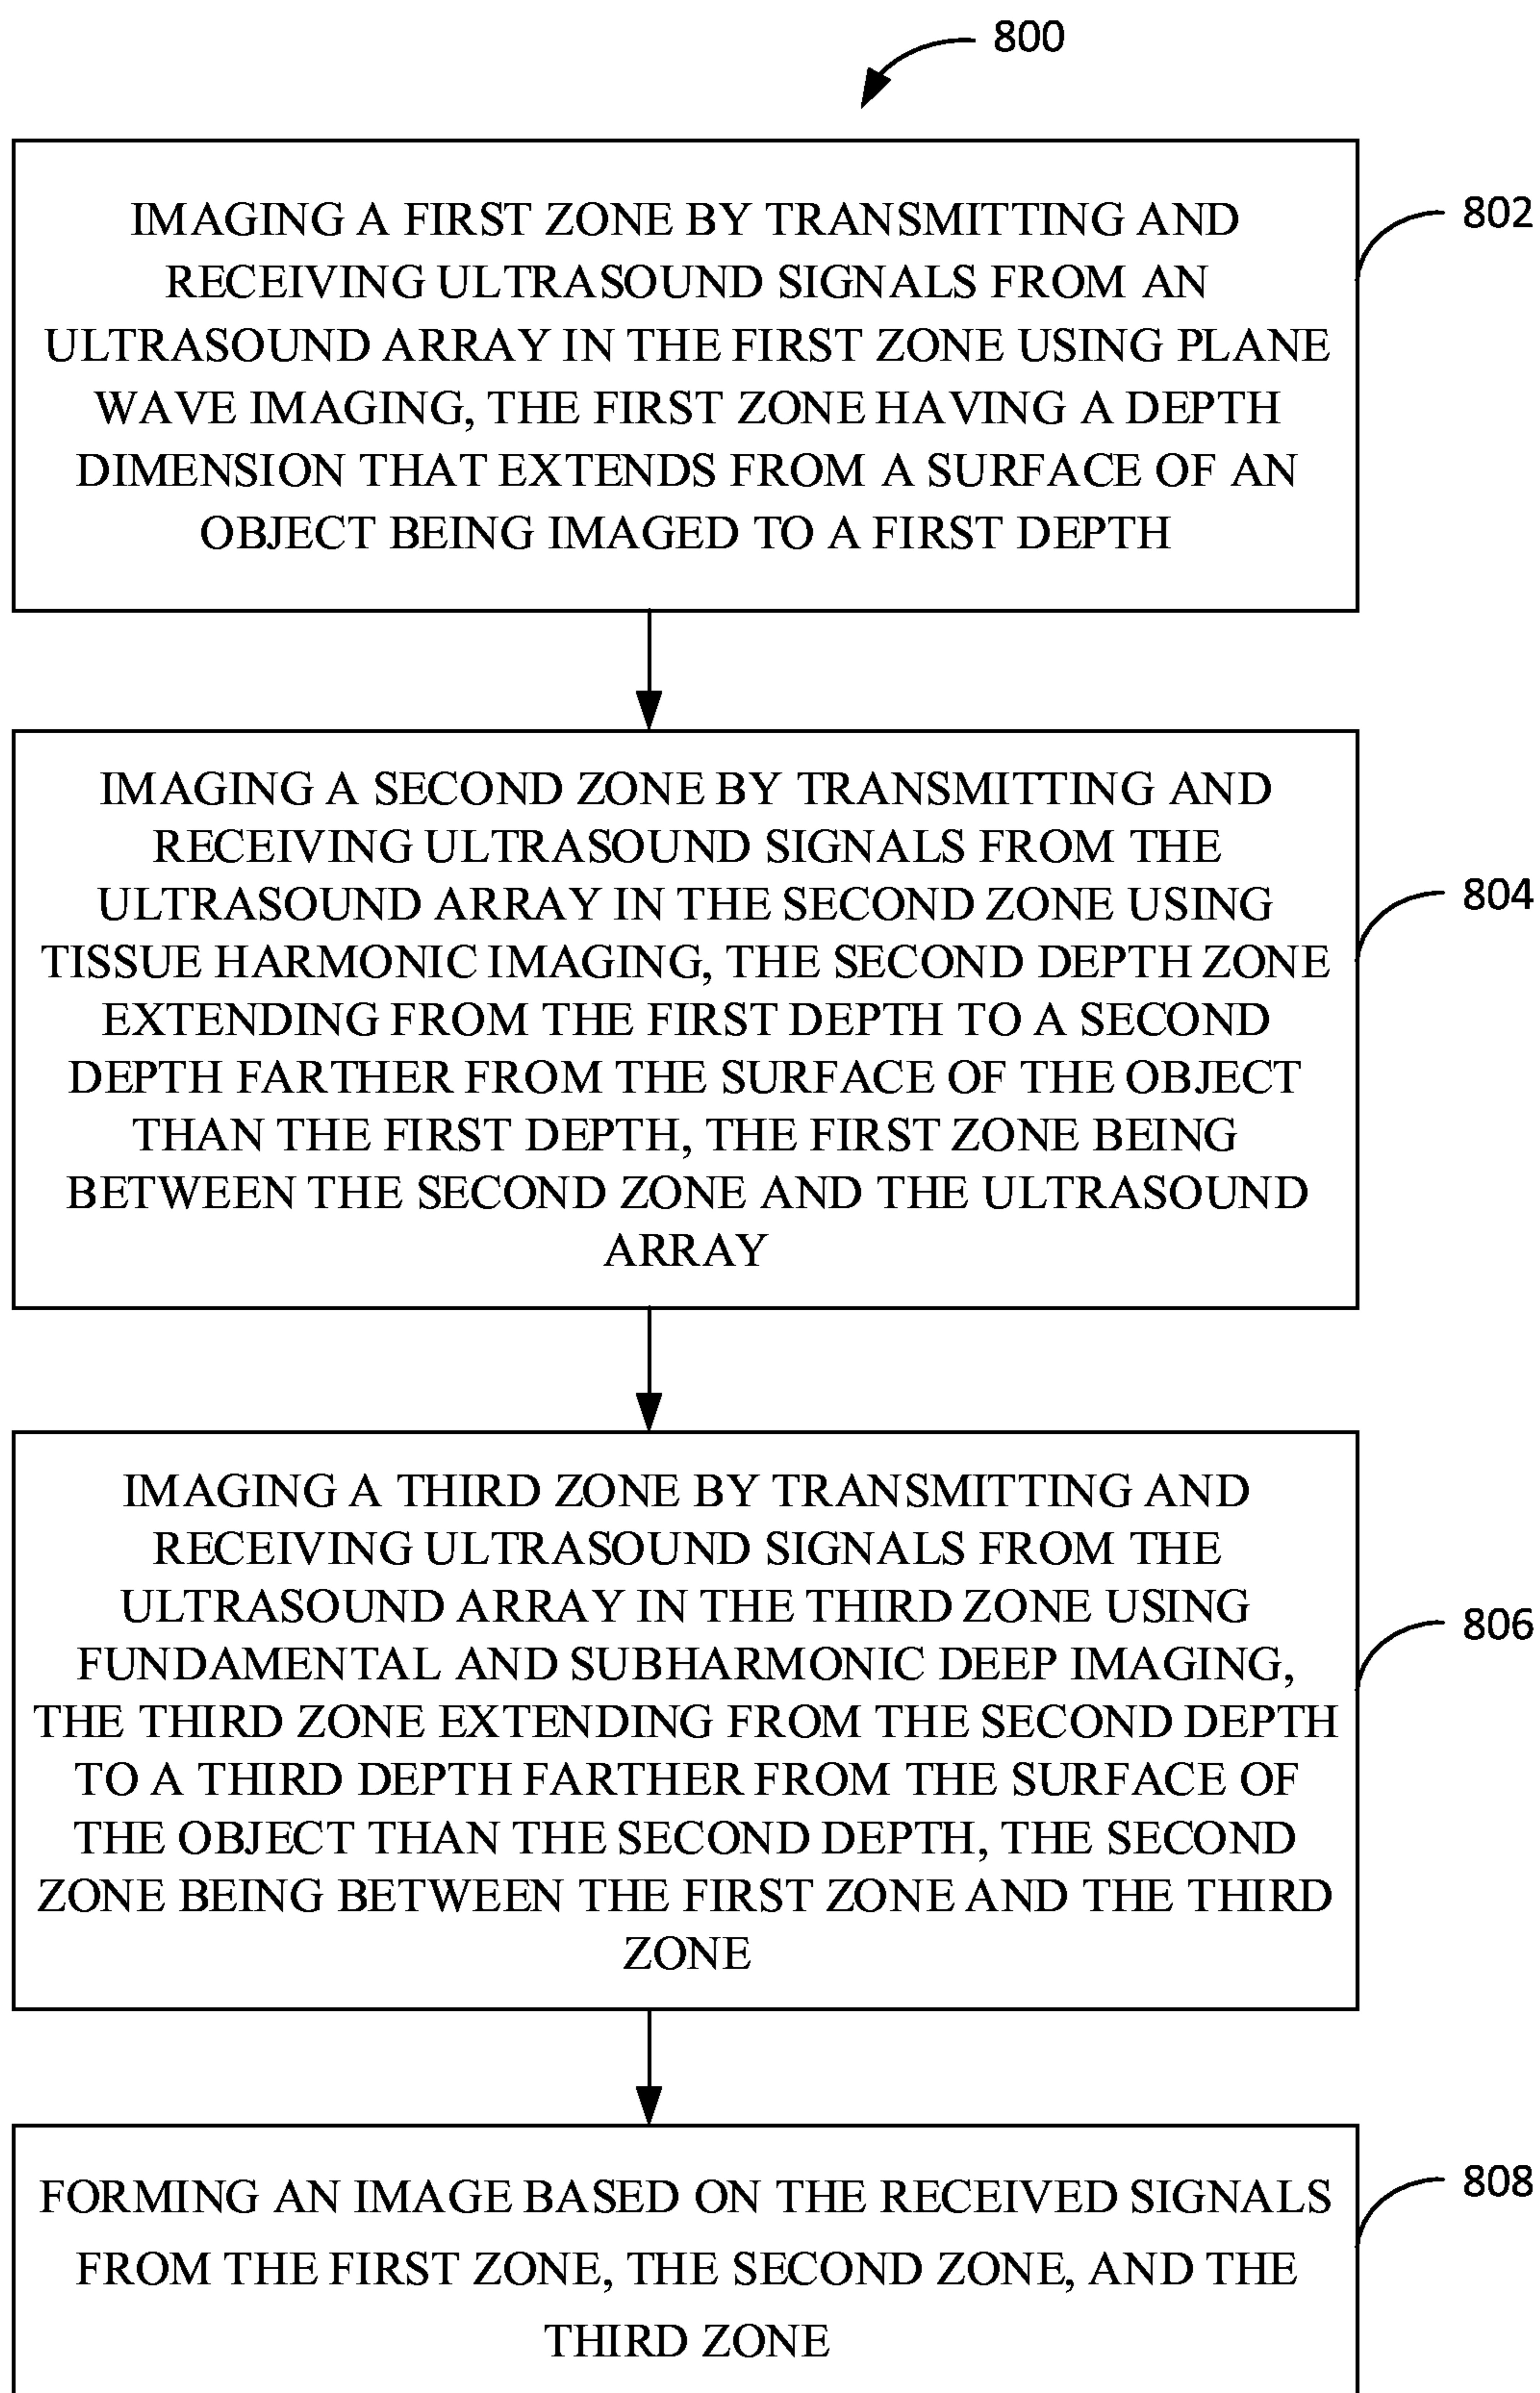 800
IMAGING A FIRST ZONE BY TRANSMITTING AND
RECEIVING ULTRASOUND SIGNALS FROM AN
ULTRASOUND ARRAY IN THE FIRST ZONE USING PLANE
WAVE IMAGING, THE FIRST ZONE HAVING A DEPTH
DIMENSION THAT EXTENDS FROM A SURFACE OF AN
OBJECT BEING IMAGED TO A FIRST DEPTH
802
IMAGING A SECOND ZONE BY TRANSMITTING AND
RECEIVING ULTRASOUND SIGNALS FROM THE
ULTRASOUND ARRAY IN THE SECOND ZONE USING
TISSUE HARMONIC IMAGING, THE SECOND DEPTH ZONE
EXTENDING FROM THE FIRST DEPTH TO A SECOND
DEPTH FARTHER FROM THE SURFACE OF THE OBJECT
THAN THE FIRST DEPTH, THE FIRST ZONE BEING
BETWEEN THE SECOND ZONE AND THE ULTRASOUND
ARRAY
804
IMAGING A THIRD ZONE BY TRANSMITTING AND
RECEIVING ULTRASOUND SIGNALS FROM THE
ULTRASOUND ARRAY IN THE THIRD ZONE USING
FUNDAMENTAL AND SUBHARMONIC DEEP IMAGING,
THE THIRD ZONE EXTENDING FROM THE SECOND DEPTH
TO A THIRD DEPTH FARTHER FROM THE SURFACE OF
THE OBJECT THAN THE SECOND DEPTH, THE SECOND
ZONE BEING BETWEEN THE FIRST ZONE AND THE THIRD
ZONE
806
FORMING AN IMAGE BASED ON THE RECEIVED SIGNALS
FROM THE FIRST ZONE, THE SECOND ZONE, AND THE
THIRD ZONE
808